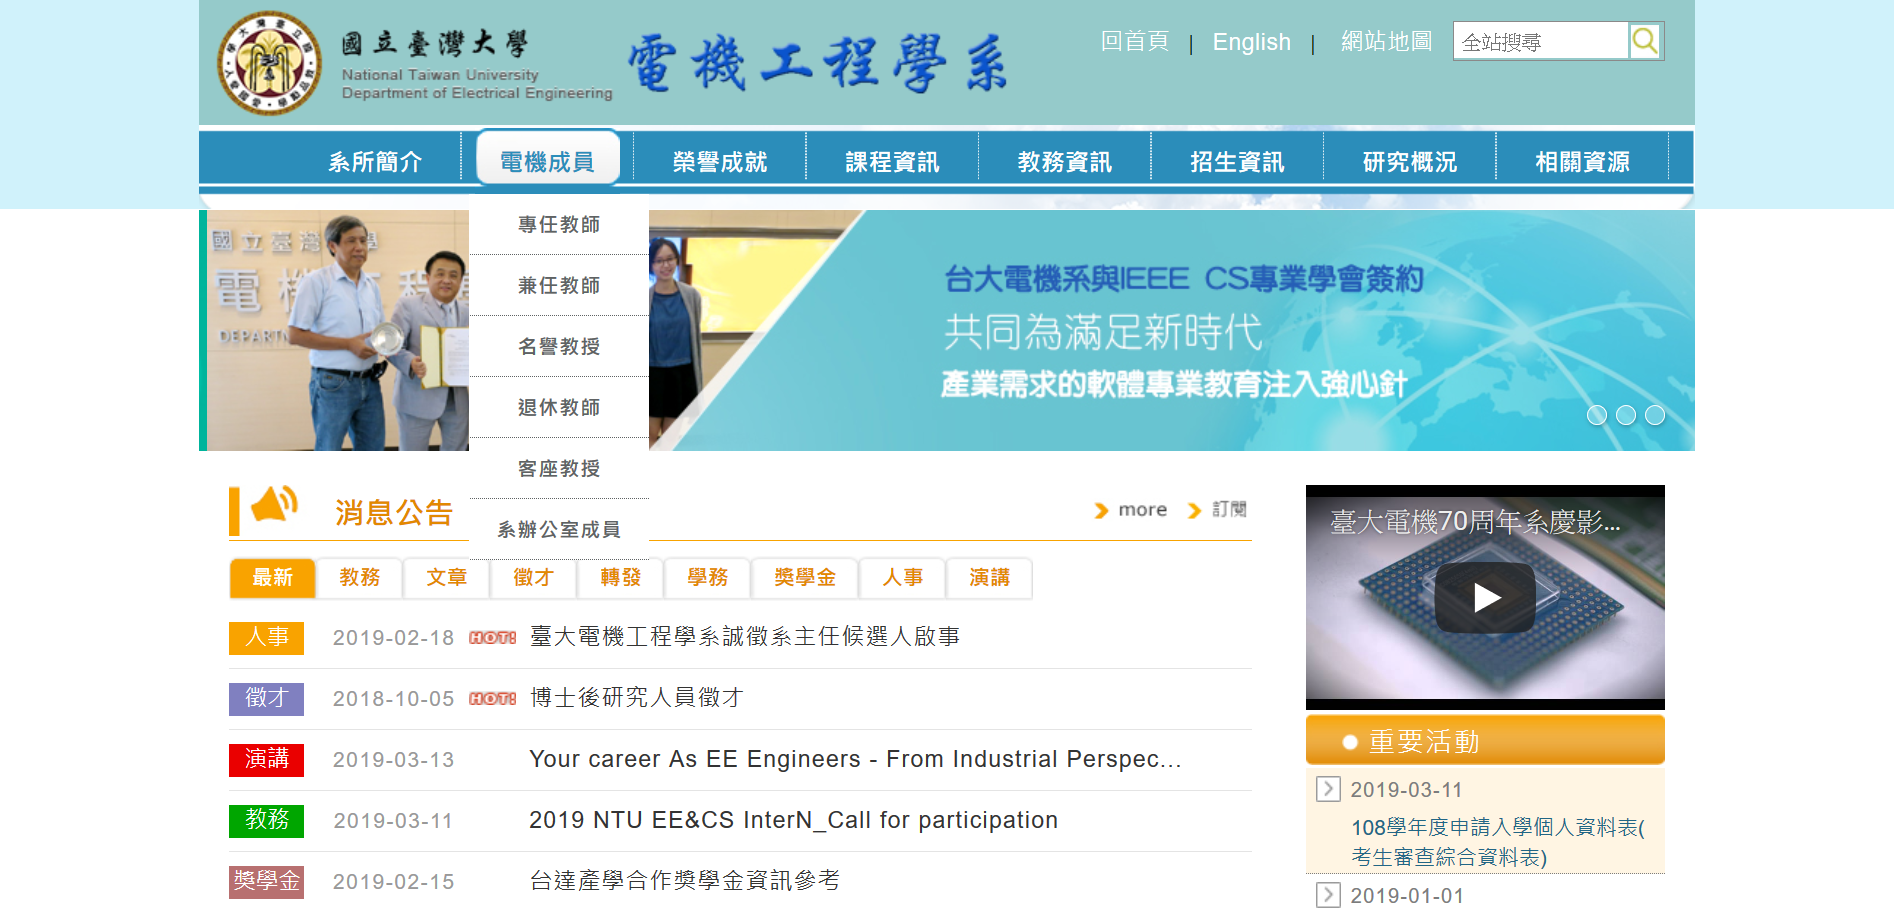 國立臺灣大學
National Taiwan University
Department of Electrical Engineering
電機工程學系
回首頁 | English | 網站地圖
全站搜尋
系所簡介 電機成員 榮譽成就 課程資訊 教務資訊 招生資訊 研究概況 相關資源
專任教師
兼任教師
名譽教授
退休教師
客座教授
系辦公室成員
國立臺灣 學
電機 程
DEPART
台大電機系與IEEE CS專業學會簽約
共同為滿足新時代
產業需求的軟體專業教育注入強心針
消息公告
more 訂閱
最新 教務 文章 徵才 轉發 學務 獎學金 人事 演講
人事 2019-02-18 HOT! 臺大電機工程學系誠徵系主任候選人啟事
徵才 2018-10-05 HOT! 博士後研究人員徵才
演講 2019-03-13 Your career As EE Engineers - From Industrial Perspec...
教務 2019-03-11 2019 NTU EE&CS InterN_Call for participation
獎學金 2019-02-15 台達產學合作獎學金資訊參考
臺大電機70周年系慶影...
重要活動
2019-03-11
108學年度申請入學個人資料表(
考生審查綜合資料表)
2019-01-01